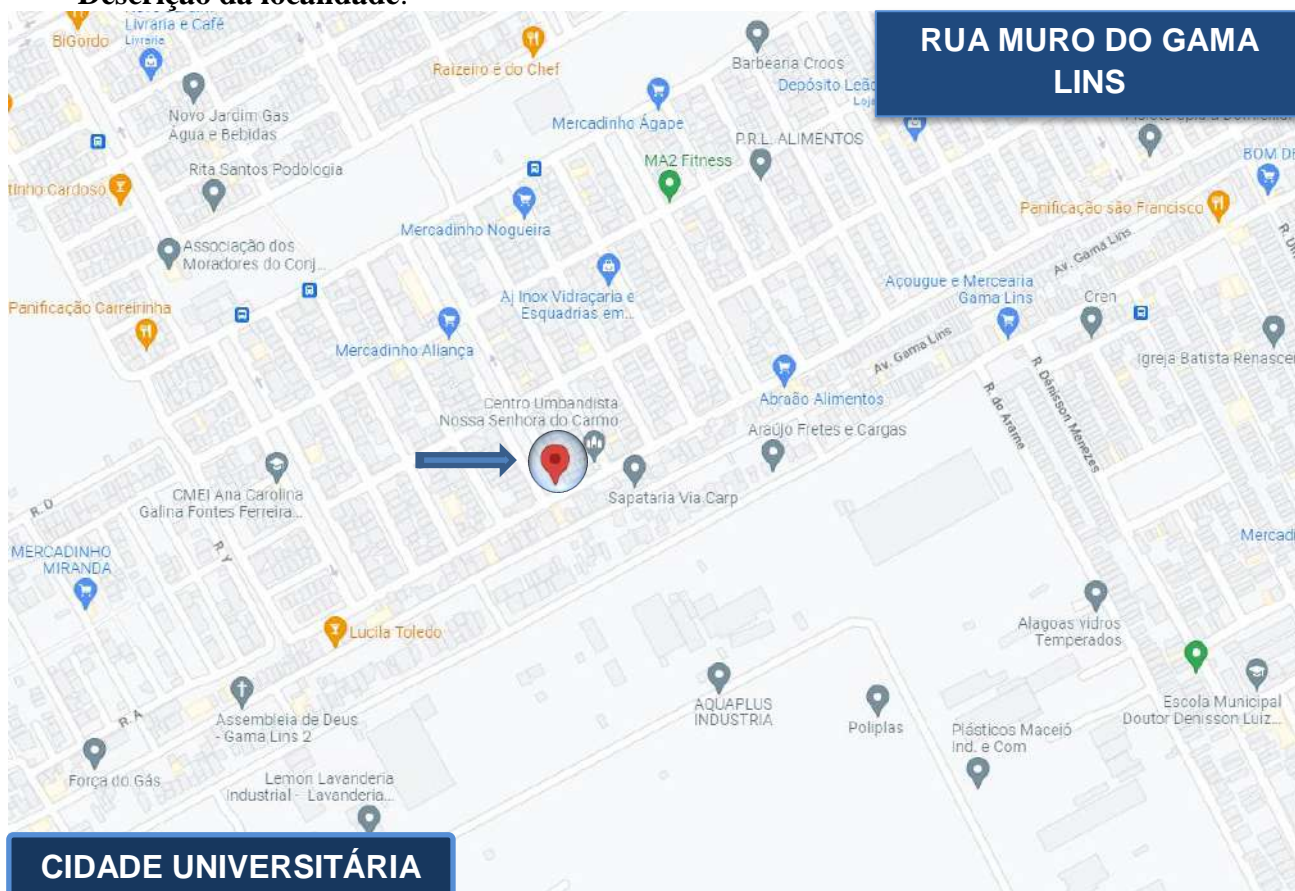 Descrição da localidade:
RUA MURO DO GAMA
LINS
Livraria e Café
Livraria
BiGordo
Raizeiro é do Chef
Barbearia Croos
Depósito Leão
Novo Jardim Gas
Água e Bebidas
Mercadinho Ágape
P.R.L. ALIMENTOS
MA2 Fitness
BOM DE
Rita Santos Podologia
tinho Cardoso
Panificação são Francisco
Mercadinho Nogueira
Associação dos
Moradores do Conj...
Av. Gama Lins
Açougue e Mercearia
Gama Lins
Cren
Aj Inox Vidraçaria e
Esquadrias em...
Panificação Carreirinha
Mercadinho Aliança
Av. Gama Lins
Igreja Batista Renascer
R. do Arame
R. Dênisson Menezes
Abraão Alimentos
Centro Umbandista
Nossa Senhora do Carmo
Araújo Fretes e Cargas
Sapataria Via Carp
CMEI Ana Carolina
Galina Fontes Ferreira...
R. D
R. Y
MERCADINHO
MIRANDA
Mercadi
Lucila Toledo
Alagoas vidros
Temperados
AQUAPLUS
INDUSTRIA
Poliplas
Escola Municipal
Doutor Denisson Luiz...
Plásticos Maceió
Ind. e Com
R. A
Assembleia de Deus
- Gama Lins 2
Força do Gás
Lemon Lavanderia
Industrial - Lavanderia...
CIDADE UNIVERSITÁRIA